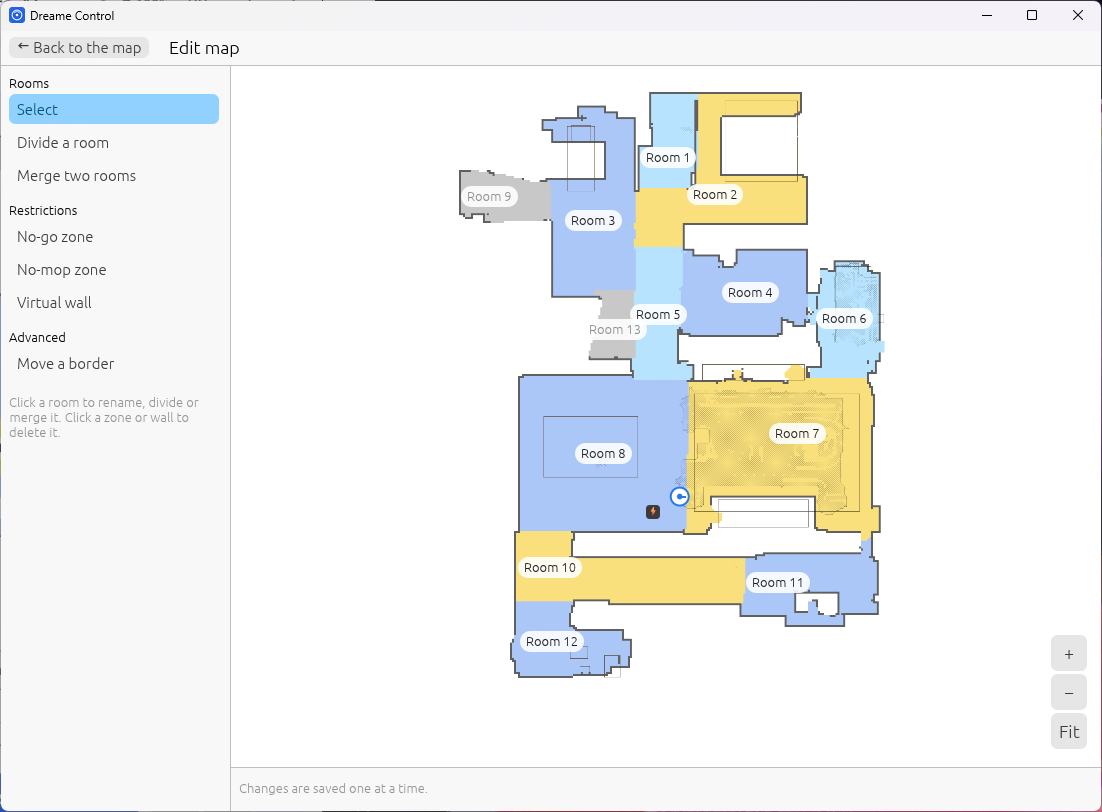 Dreame Control
← Back to the map
Edit map
Rooms
Select
Divide a room
Merge two rooms
Restrictions
No-go zone
No-mop zone
Virtual wall
Advanced
Move a border
Click a room to rename, divide or
merge it. Click a zone or wall to
delete it.
Room 1
Room 2
Room 9
Room 3
Room 4
Room 5
Room 6
Room 13
Room 7
Room 8
Room 10
Room 11
Room 12
+
−
Fit
Changes are saved one at a time.